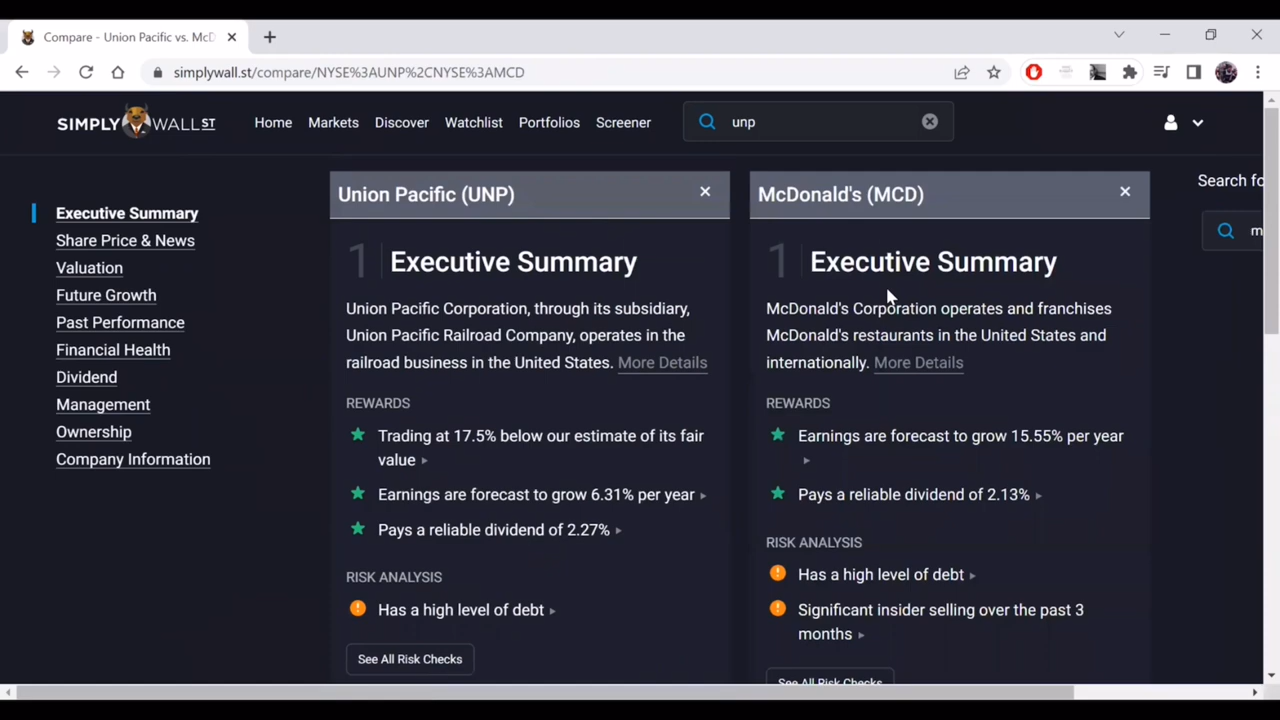 Compare - Union Pacific vs. McD
simplywall.st/compare/NYSE%3AUNP%2CNYSE%3AMCD
SIMPLY WALL ST
Home Markets Discover Watchlist Portfolios Screener
unp
Executive Summary
Share Price & News
Valuation
Future Growth
Past Performance
Financial Health
Dividend
Management
Ownership
Company Information
Union Pacific (UNP)
1 Executive Summary
Union Pacific Corporation, through its subsidiary,
Union Pacific Railroad Company, operates in the
railroad business in the United States. More Details
REWARDS
Trading at 17.5% below our estimate of its fair
value
Earnings are forecast to grow 6.31% per year
Pays a reliable dividend of 2.27%
RISK ANALYSIS
Has a high level of debt
See All Risk Checks
McDonald's (MCD)
1 Executive Summary
McDonald's Corporation operates and franchises
McDonald's restaurants in the United States and
internationally. More Details
REWARDS
Earnings are forecast to grow 15.55% per year
Pays a reliable dividend of 2.13%
RISK ANALYSIS
Has a high level of debt
Significant insider selling over the past 3
months
See All Risk Checks
Search fo
m